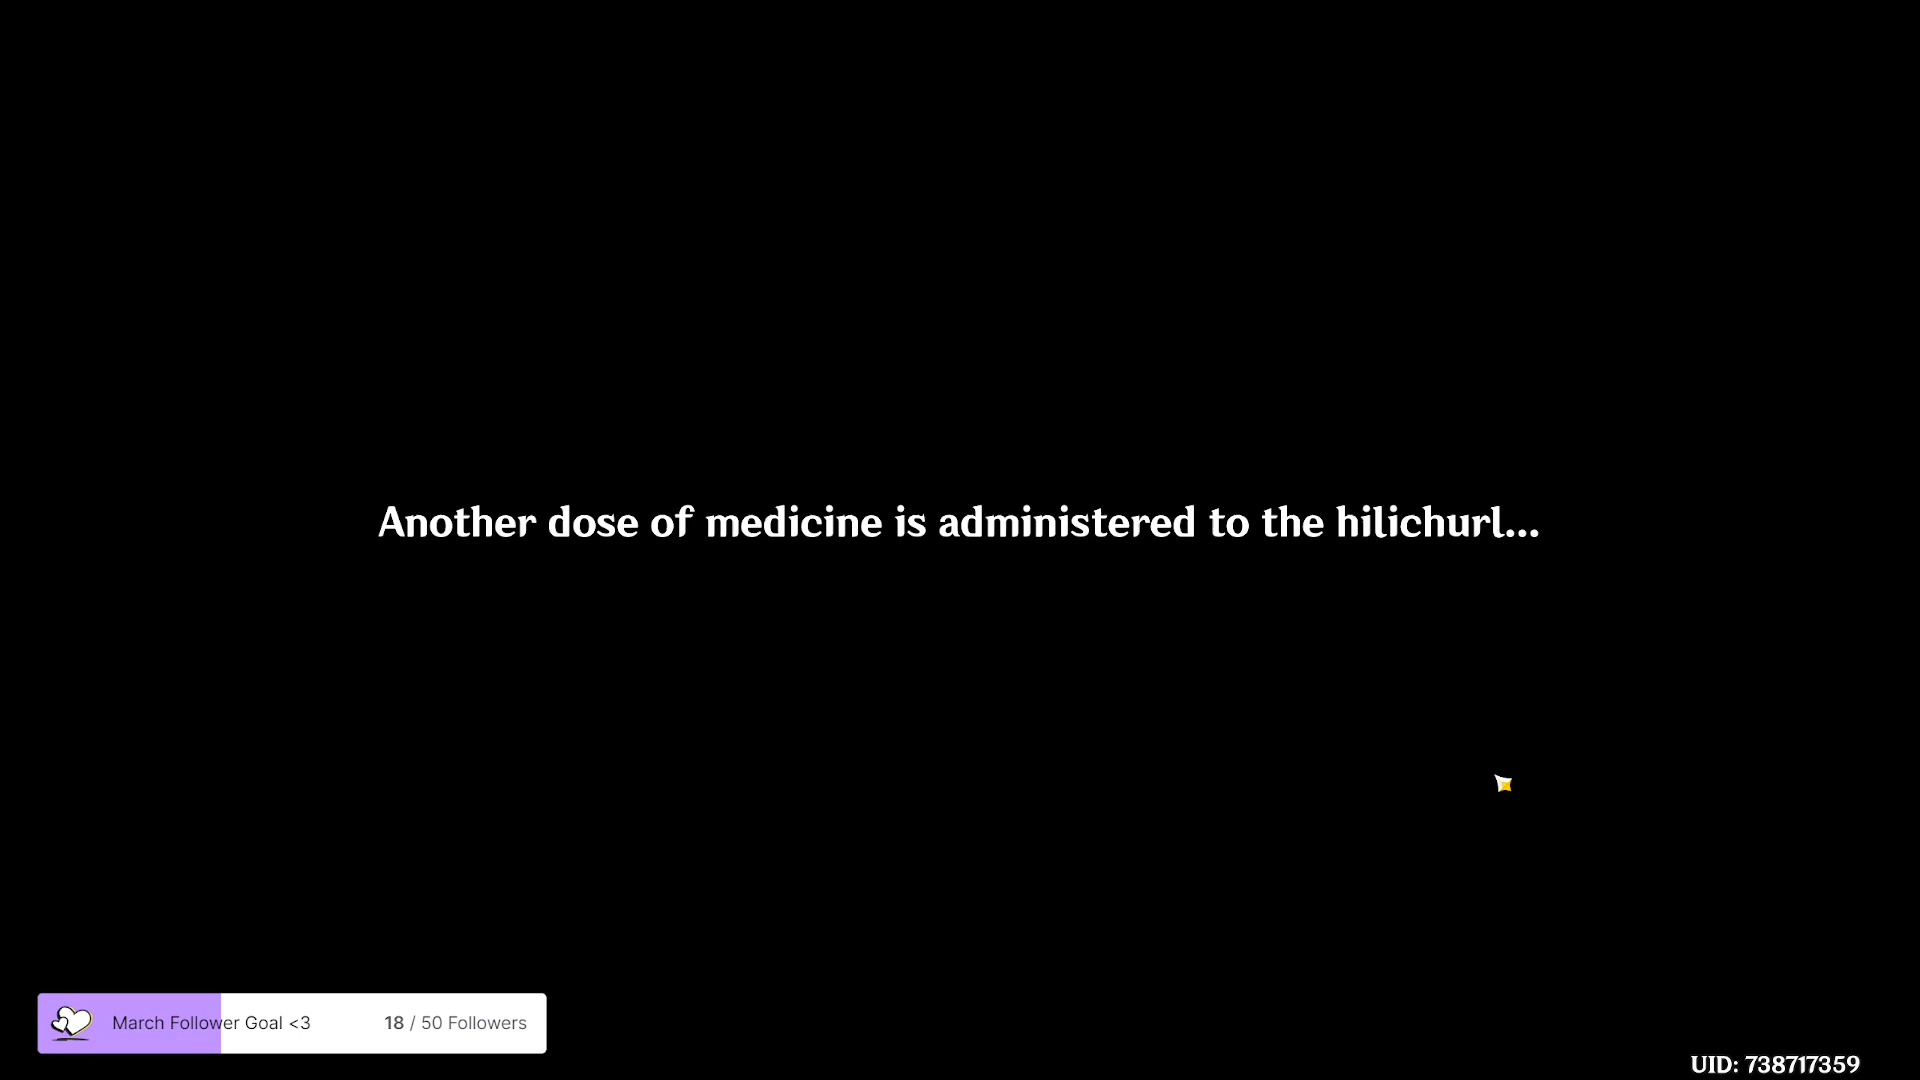 Another dose of medicine is administered to the hilichurl...
March Follower Goal <3 18 / 50 Followers
UID: 738717359